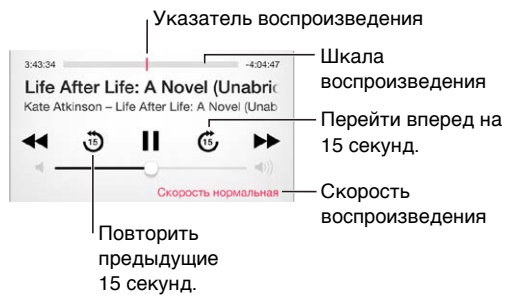 Указатель воспроизведения
Шкала
воспроизведения
3:43:34
-4:04:47
Life After Life: A Novel (Unabric
Kate Atkinson – Life After Life: A Novel (Unab
Перейти вперед на
15 секунд.
15
15
Скорость нормальная
Скорость
воспроизведения
Повторить
предыдущие
15 секунд.